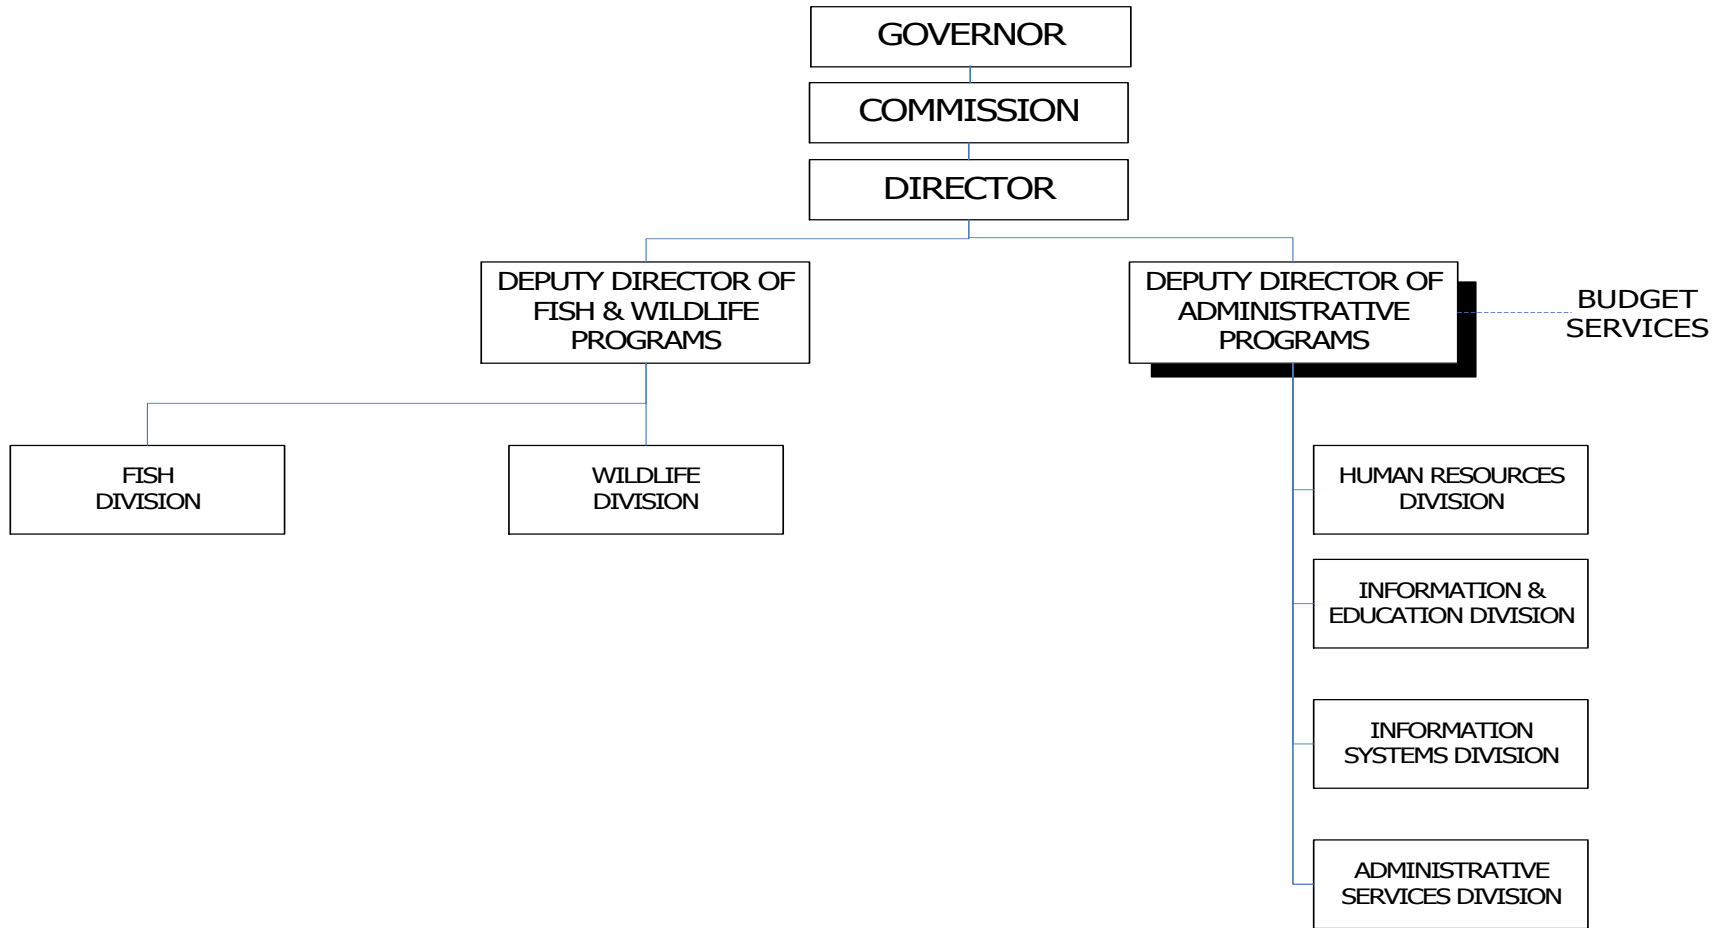 GOVERNOR
COMMISSION
DIRECTOR
DEPUTY DIRECTOR OF
FISH & WILDLIFE
PROGRAMS
DEPUTY DIRECTOR OF
ADMINISTRATIVE
PROGRAMS
BUDGET
SERVICES
FISH
DIVISION
WILDLIFE
DIVISION
HUMAN RESOURCES
DIVISION
INFORMATION &
EDUCATION DIVISION
INFORMATION
SYSTEMS DIVISION
ADMINISTRATIVE
SERVICES DIVISION